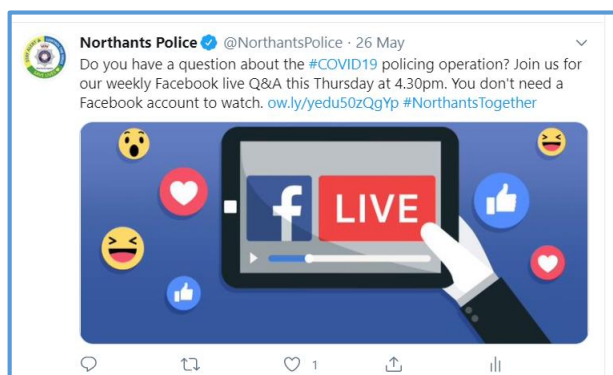 Northants Police @NorthantsPolice · 26 May
Do you have a question about the #COVID19 policing operation? Join us for
our weekly Facebook live Q&A this Thursday at 4.30pm. You don't need a
Facebook account to watch. ow.ly/yedu50zQgYp #NorthantsTogether
f LIVE
1